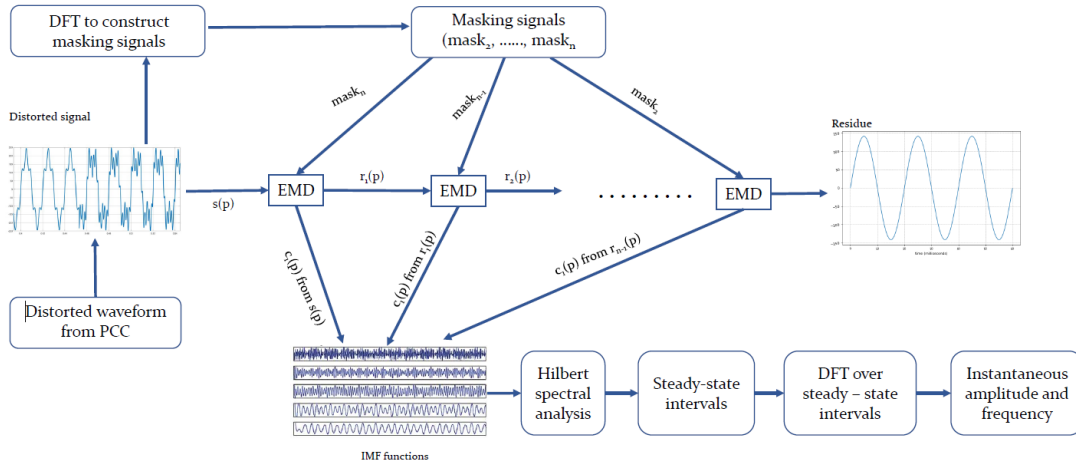 DFT to construct
masking signals
Masking signals
(mask₂, ......, maskₙ
maskₙ
maskₙ₋₁
mask₂
Distorted signal
Residue
s(p)
EMD
r₁(p)
EMD
r₂(p)
. . . . . . . . .
EMD
c₁(p) from s(p)
c₁(p) from r₁(p)
c₁(p) from rₙ₋₁(p)
Distorted waveform
from PCC
Hilbert
spectral
analysis
Steady-state
intervals
DFT over
steady – state
intervals
Instantaneous
amplitude and
frequency
IMF functions